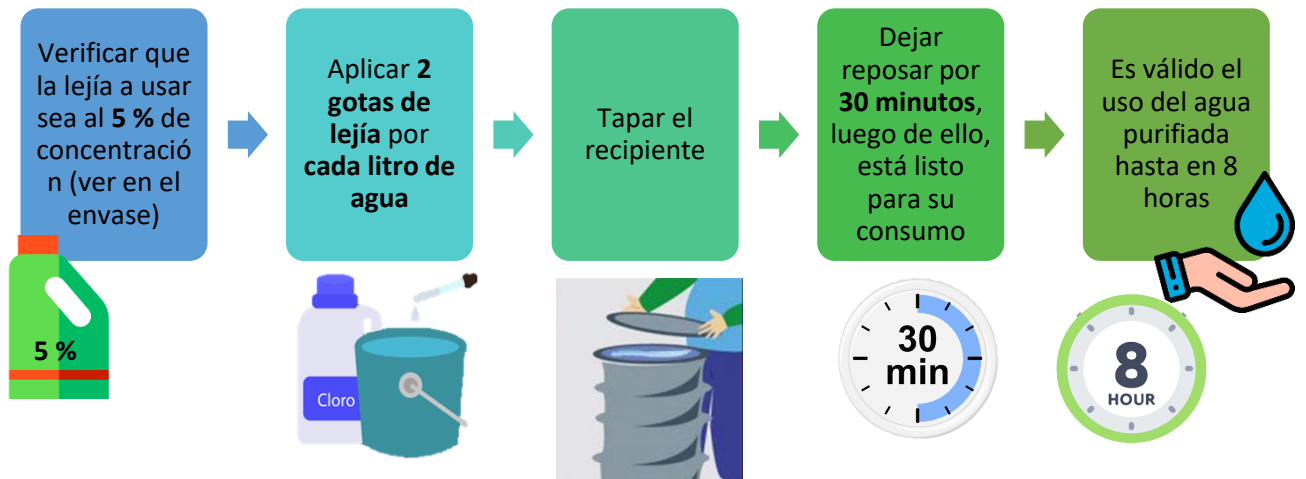 Verificar que
la lejía a usar
sea al 5 % de
concentració
n (ver en el
envase)
Aplicar 2
gotas de
lejía por
cada litro de
agua
Tapar el
recipiente
Dejar
reposar por
30 minutos,
luego de ello,
está listo
para su
consumo
Es válido el
uso del agua
purifiada
hasta en 8
horas
5 %
Cloro
30
min
8
HOUR